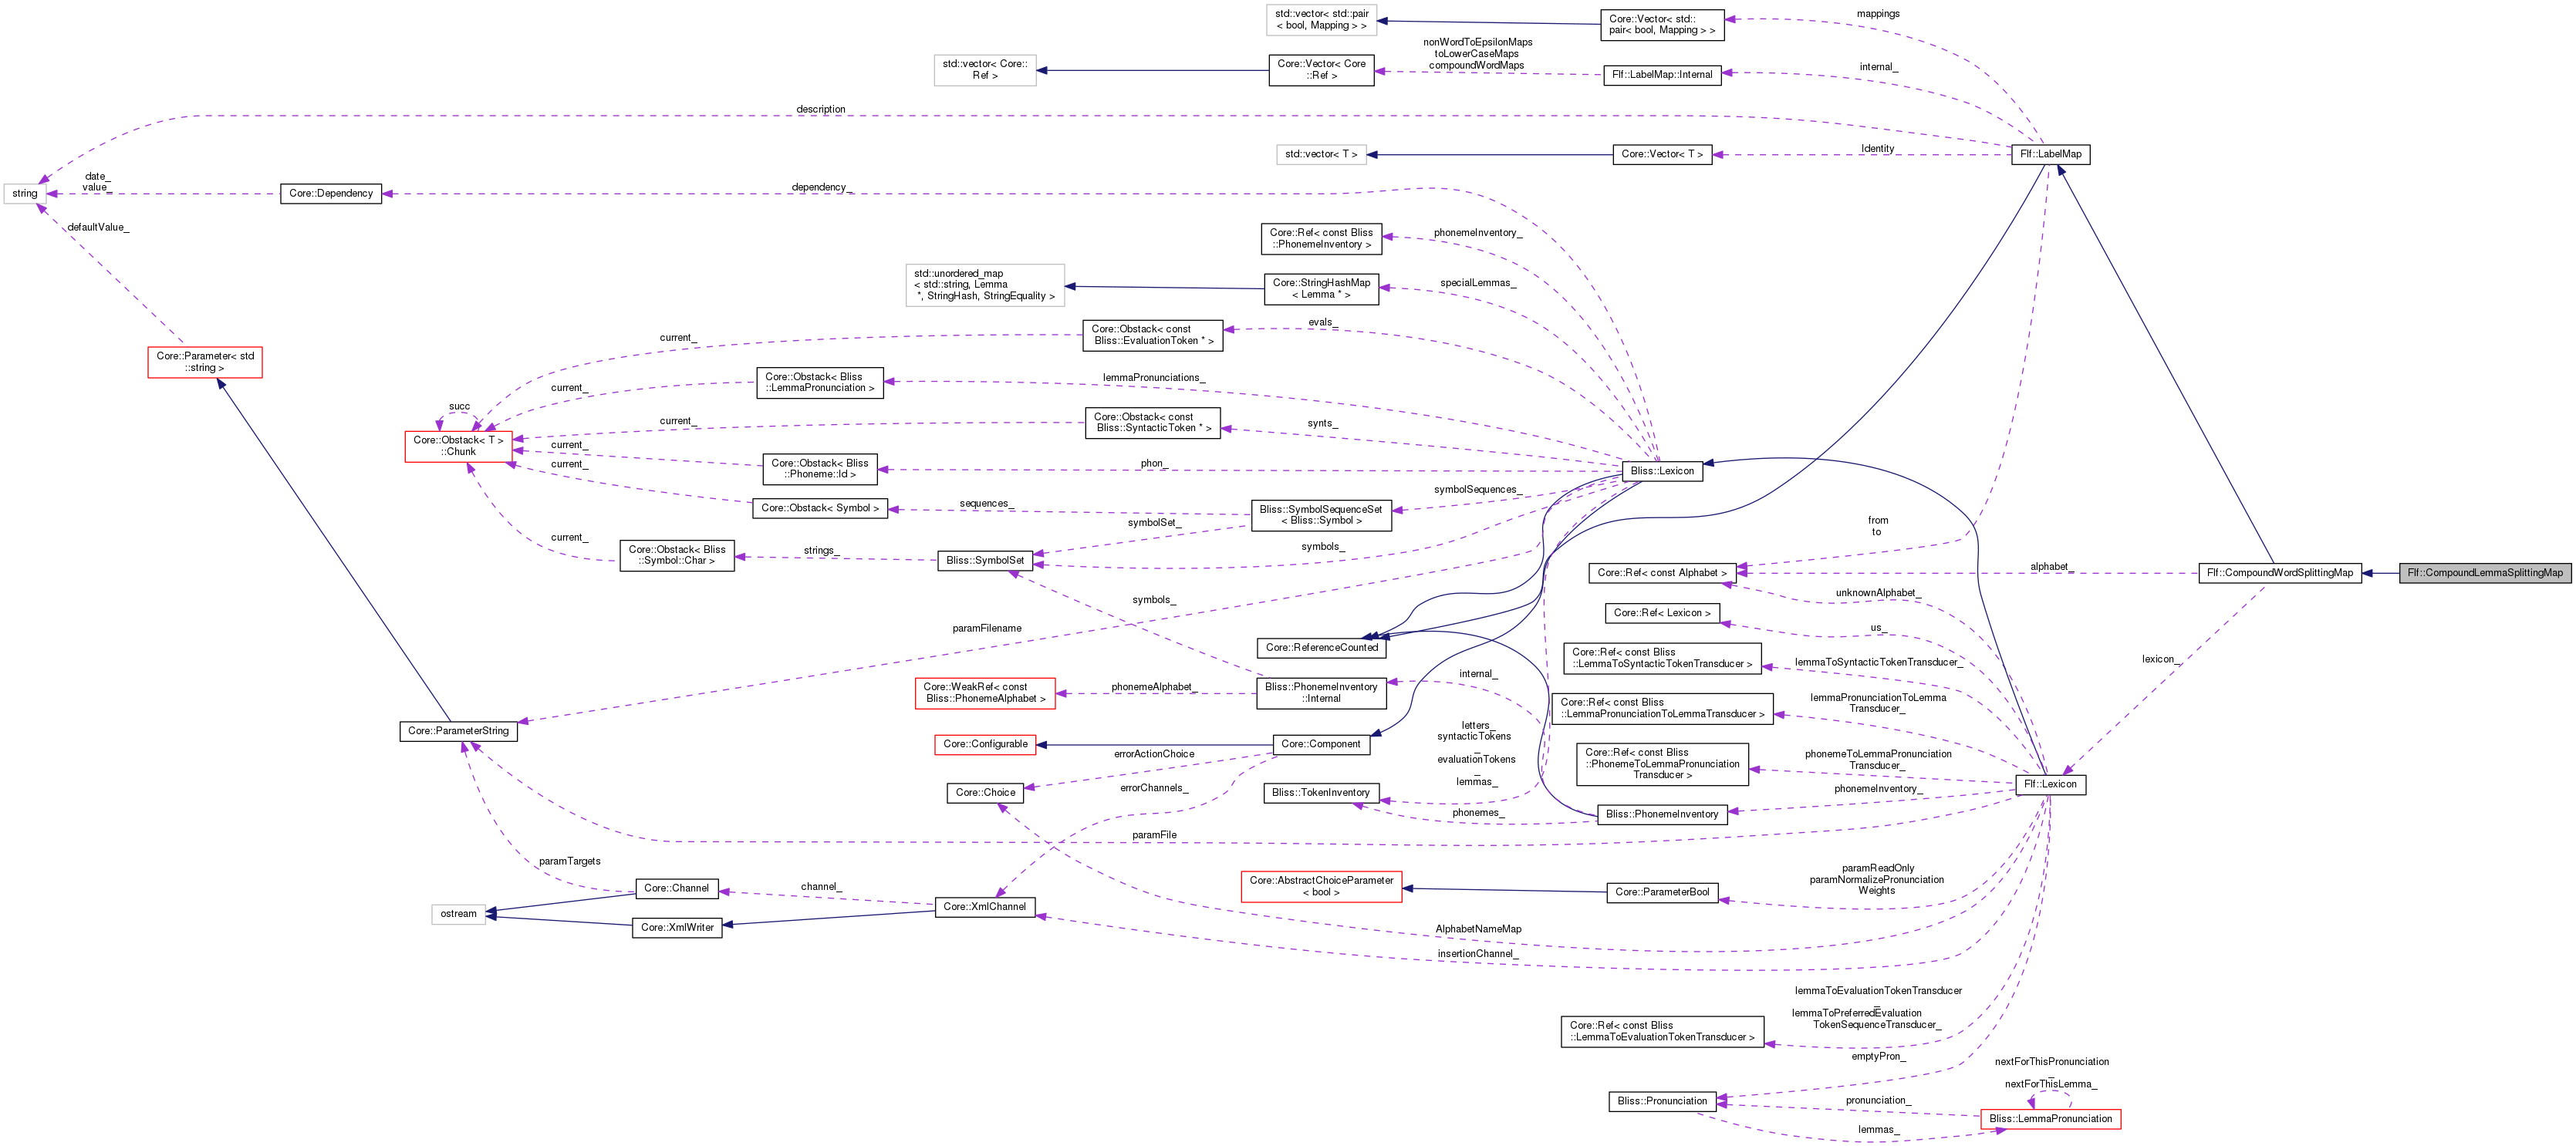 std::vector< std::pair
< bool, Mapping > >
Core::Vector< std::
pair< bool, Mapping > >
mappings
nonWordToEpsilonMaps
toLowerCaseMaps
compoundWordMaps
std::vector< Core::
Ref >
Core::Vector< Core
::Ref >
Flf::LabelMap::Internal
internal_
description
std::vector< T >
Core::Vector< T >
Identity
Flf::LabelMap
string
date_
value_
Core::Dependency
dependency_
defaultValue_
Core::Ref< const Bliss
::PhonemeInventory >
phonemeInventory_
std::unordered_map
< std::string, Lemma
*, StringHash, StringEquality >
Core::StringHashMap
< Lemma * >
specialLemmas_
current_
Core::Obstack< const
Bliss::EvaluationToken * >
evals_
Core::Parameter< std
::string >
current_
Core::Obstack< Bliss
::LemmaPronunciation >
lemmaPronunciations_
succ
Core::Obstack< T >
::Chunk
current_
Core::Obstack< const
Bliss::SyntacticToken * >
synts_
current_
Core::Obstack< Bliss
::Phoneme::Id >
phon_
Bliss::Lexicon
current_
Core::Obstack< Symbol >
sequences_
Bliss::SymbolSequenceSet
< Bliss::Symbol >
symbolSequences_
symbolSet_
current_
Core::Obstack< Bliss
::Symbol::Char >
strings_
Bliss::SymbolSet
symbols_
from
to
Core::Ref< const Alphabet >
alphabet_
Flf::CompoundWordSplittingMap
Flf::CompoundLemmaSplittingMap
unknownAlphabet_
symbols_
Core::Ref< Lexicon >
us_
paramFilename
Core::ReferenceCounted
Core::Ref< const Bliss
::LemmaToSyntacticTokenTransducer >
lemmaToSyntacticTokenTransducer_
lexicon_
Core::WeakRef< const
Bliss::PhonemeAlphabet >
phonemeAlphabet_
Bliss::PhonemeInventory
::Internal
internal_
Core::Ref< const Bliss
::LemmaPronunciationToLemmaTransducer >
lemmaPronunciationToLemma
Transducer_
Core::ParameterString
Core::Configurable
Core::Component
letters_
syntacticTokens
_
evaluationTokens
_
lemmas_
errorActionChoice
Core::Ref< const Bliss
::PhonemeToLemmaPronunciation
Transducer >
phonemeToLemmaPronunciation
Transducer_
Flf::Lexicon
Core::Choice
errorChannels_
Bliss::TokenInventory
phonemes_
Bliss::PhonemeInventory
phonemeInventory_
paramFile
paramTargets
Core::Channel
channel_
Core::AbstractChoiceParameter
< bool >
Core::ParameterBool
paramReadOnly
paramNormalizePronunciation
Weights
ostream
Core::XmlWriter
Core::XmlChannel
AlphabetNameMap
insertionChannel_
Core::Ref< const Bliss
::LemmaToEvaluationTokenTransducer >
lemmaToEvaluationTokenTransducer
_
lemmaToPreferredEvaluation
TokenSequenceTransducer_
emptyPron_
nextForThisPronunciation
_
nextForThisLemma_
Bliss::Pronunciation
pronunciation_
Bliss::LemmaPronunciation
lemmas_